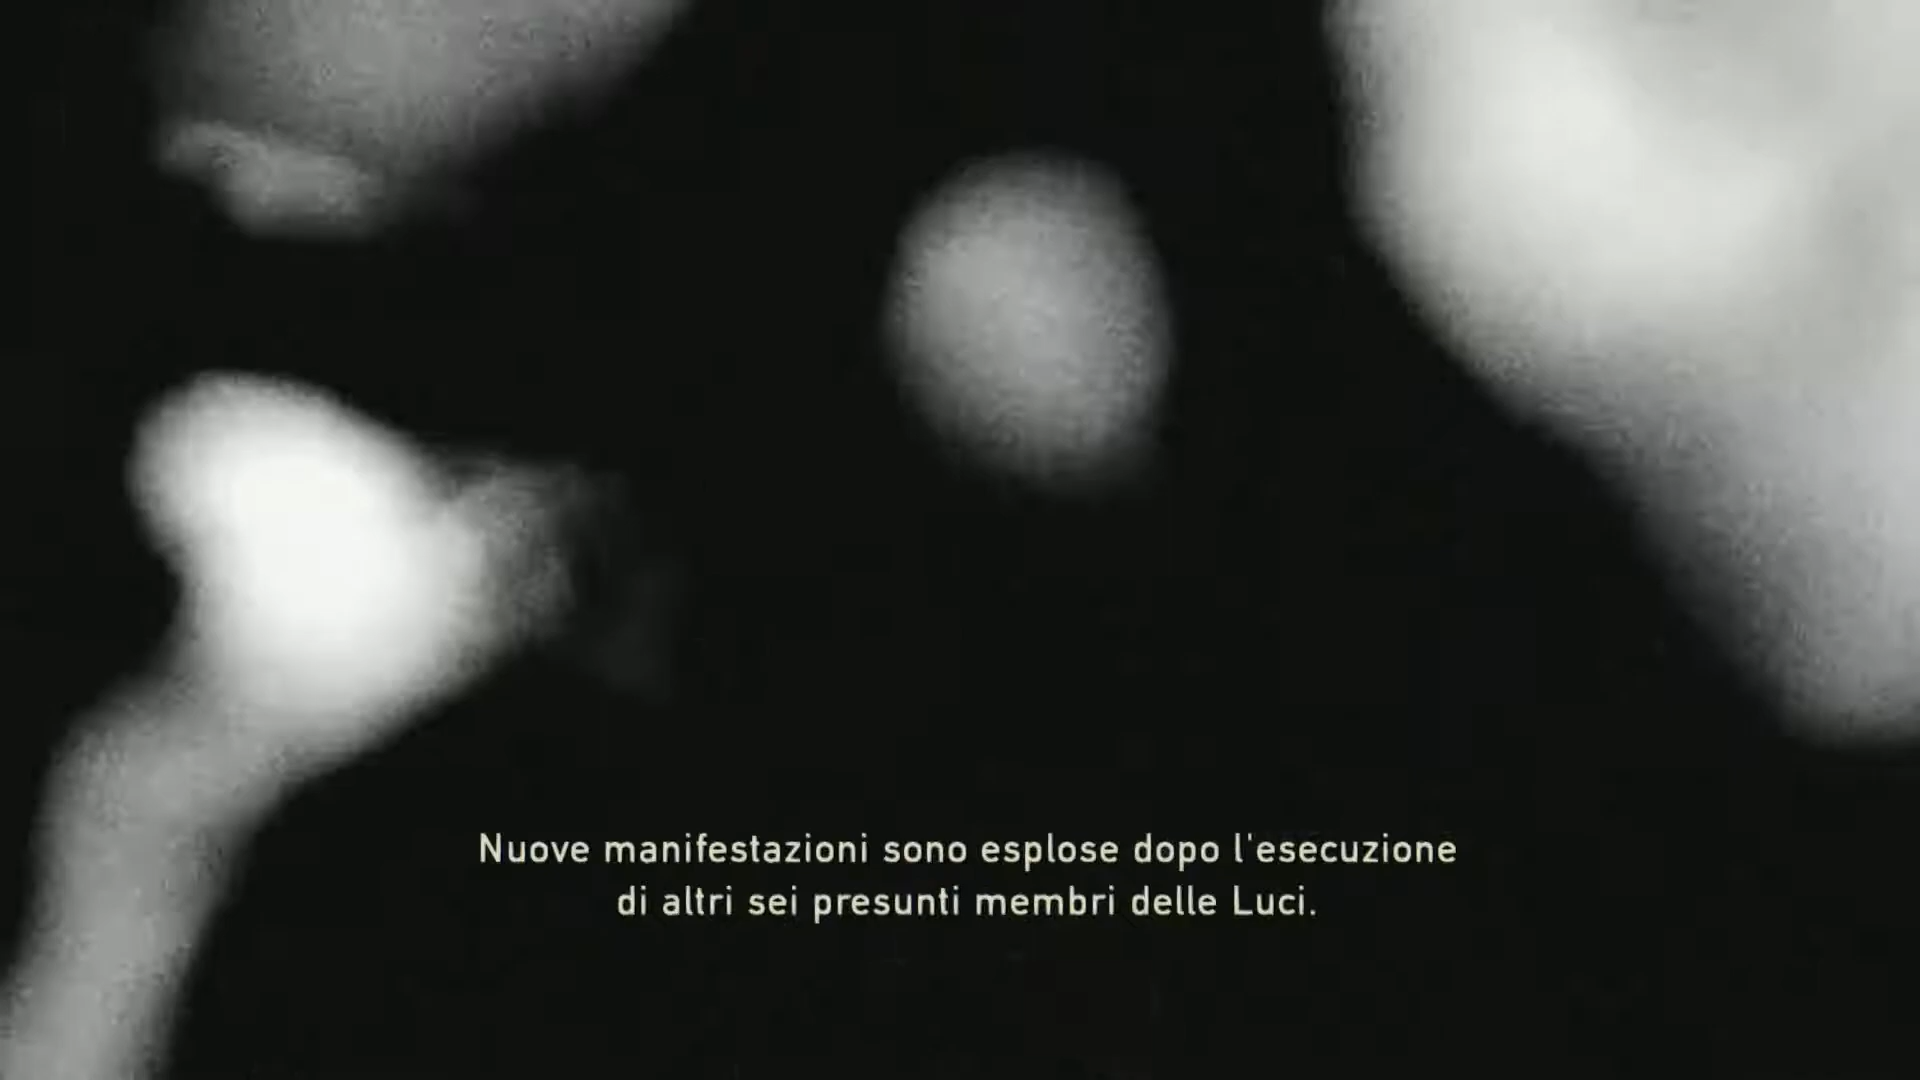 Nuove manifestazioni sono esplose dopo l'esecuzione
di altri sei presunti membri delle Luci.